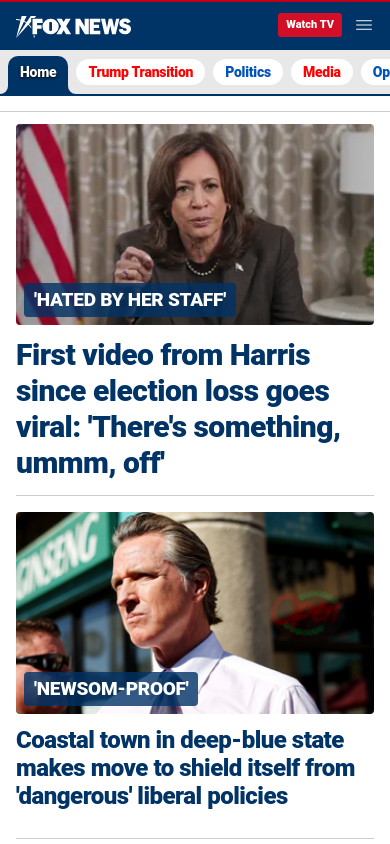 FOX NEWS
Watch TV
Home
Trump Transition
Politics
Media
Op
'HATED BY HER STAFF'
First video from Harris
since election loss goes
viral: 'There's something,
ummm, off'
GINSENG
'NEWSOM-PROOF'
Coastal town in deep-blue state
makes move to shield itself from
'dangerous' liberal policies